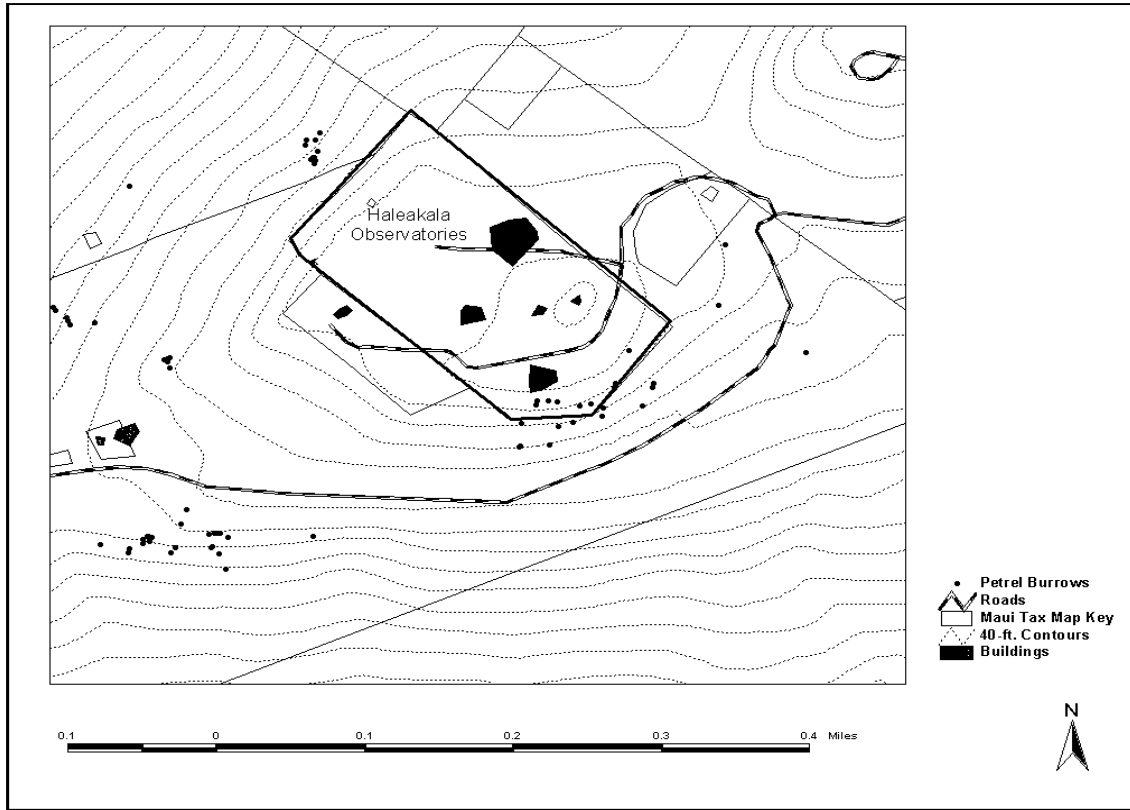 Haleakala
Observatories
Petrel Burrows
Roads
Maui Tax Map Key
40-ft. Contours
Buildings
N
0.1 0 0.1 0.2 0.3 0.4 Miles